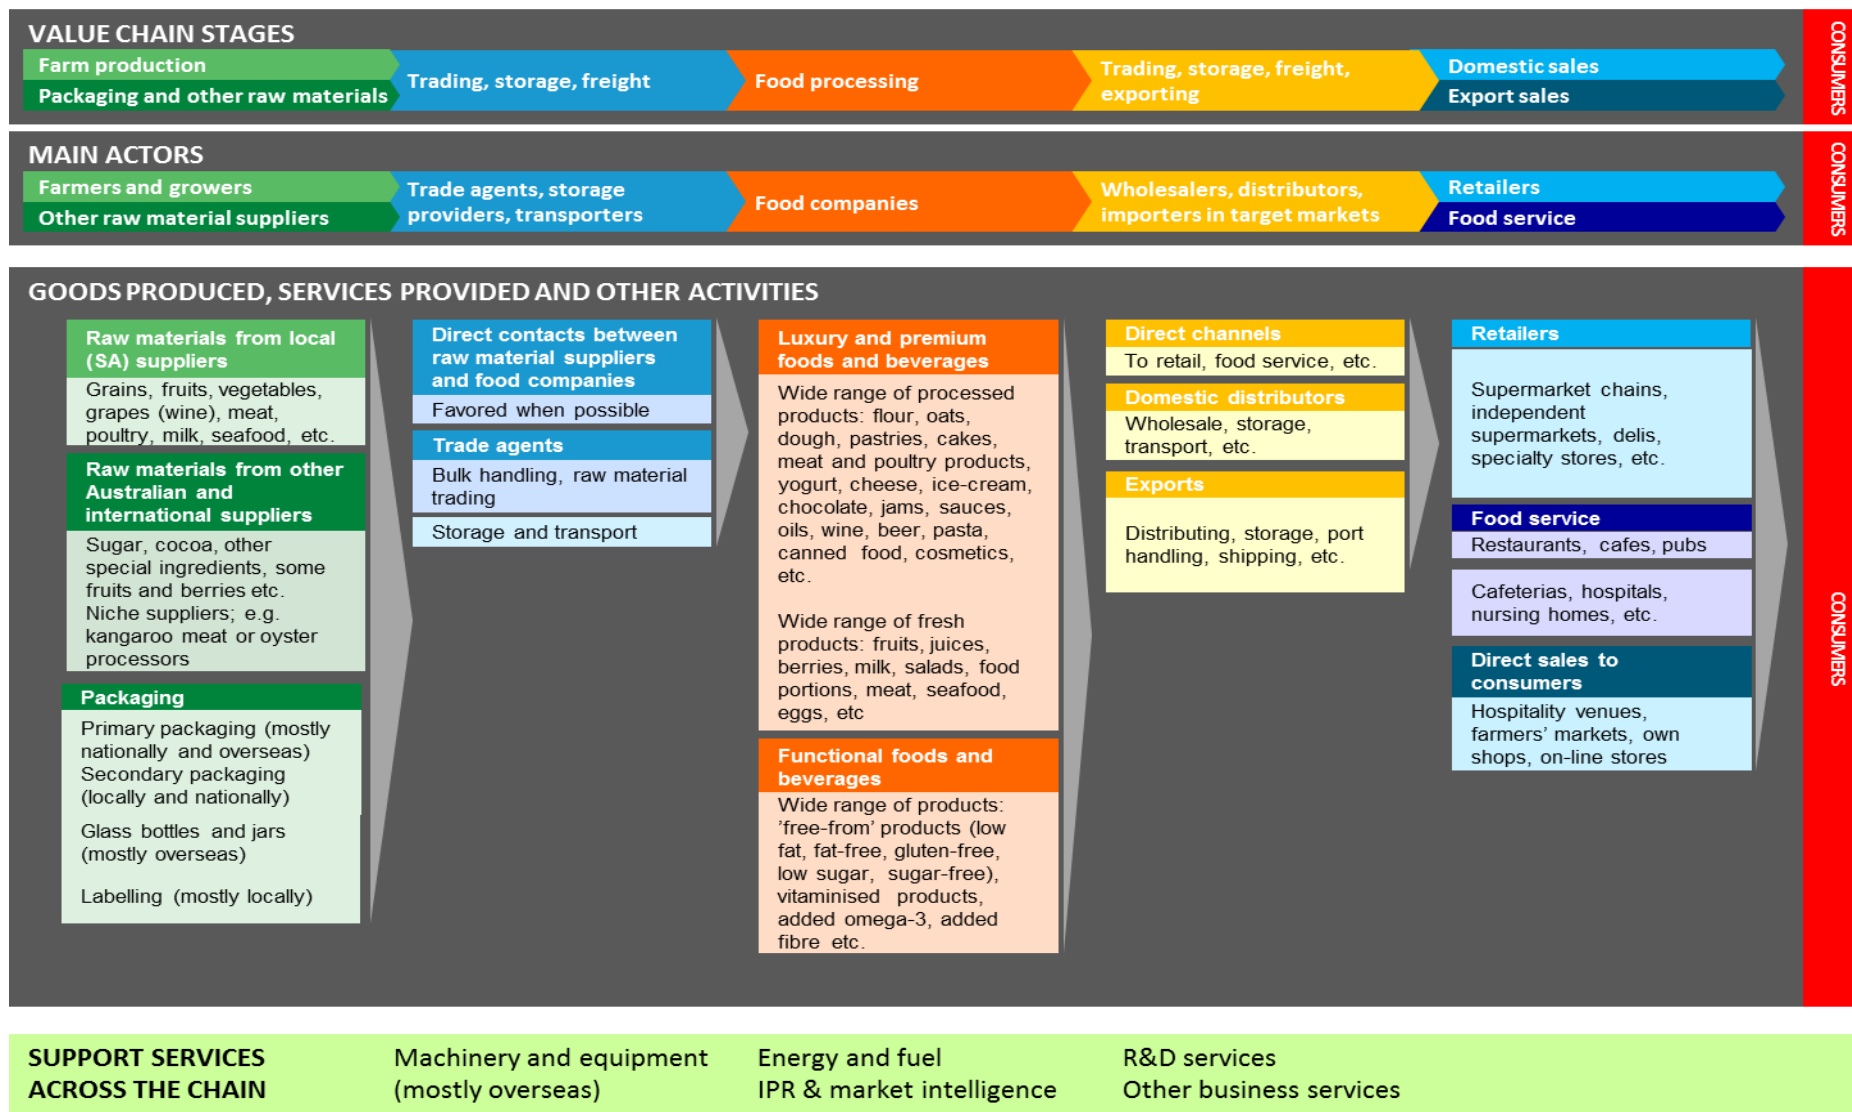 VALUE CHAIN STAGES
Farm production
Packaging and other raw materials
Trading, storage, freight
Food processing
Trading, storage, freight,
exporting
Domestic sales
Export sales
CONSUMERS
MAIN ACTORS
Farmers and growers
Other raw material suppliers
Trade agents, storage
providers, transporters
Food companies
Wholesalers, distributors,
importers in target markets
Retailers
Food service
CONSUMERS
GOODS PRODUCED, SERVICES PROVIDED AND OTHER ACTIVITIES
Raw materials from local
(SA) suppliers
Grains, fruits, vegetables,
grapes (wine), meat,
poultry, milk, seafood, etc.
Raw materials from other
Australian and
international suppliers
Sugar, cocoa, other
special ingredients, some
fruits and berries etc.
Niche suppliers; e.g.
kangaroo meat or oyster
processors
Packaging
Primary packaging (mostly
nationally and overseas)
Secondary packaging
(locally and nationally)
Glass bottles and jars
(mostly overseas)
Labelling (mostly locally)
Direct contacts between
raw material suppliers
and food companies
Favored when possible
Trade agents
Bulk handling, raw material
trading
Storage and transport
Luxury and premium
foods and beverages
Wide range of processed
products: flour, oats,
dough, pastries, cakes,
meat and poultry products,
yogurt, cheese, ice-cream,
chocolate, jams, sauces,
oils, wine, beer, pasta,
canned food, cosmetics,
etc.
Wide range of fresh
products: fruits, juices,
berries, milk, salads, food
portions, meat, seafood,
eggs, etc
Functional foods and
beverages
Wide range of products:
'free-from' products (low
fat, fat-free, gluten-free,
low sugar, sugar-free),
vitaminised products,
added omega-3, added
fibre etc.
Direct channels
To retail, food service, etc.
Domestic distributors
Wholesale, storage,
transport, etc.
Exports
Distributing, storage, port
handling, shipping, etc.
Retailers
Supermarket chains,
independent
supermarkets, delis,
specialty stores, etc.
Food service
Restaurants, cafes, pubs
Cafeterias, hospitals,
nursing homes, etc.
Direct sales to
consumers
Hospitality venues,
farmers' markets, own
shops, on-line stores
CONSUMERS
SUPPORT SERVICES
ACROSS THE CHAIN
Machinery and equipment
(mostly overseas)
Energy and fuel
IPR & market intelligence
R&D services
Other business services